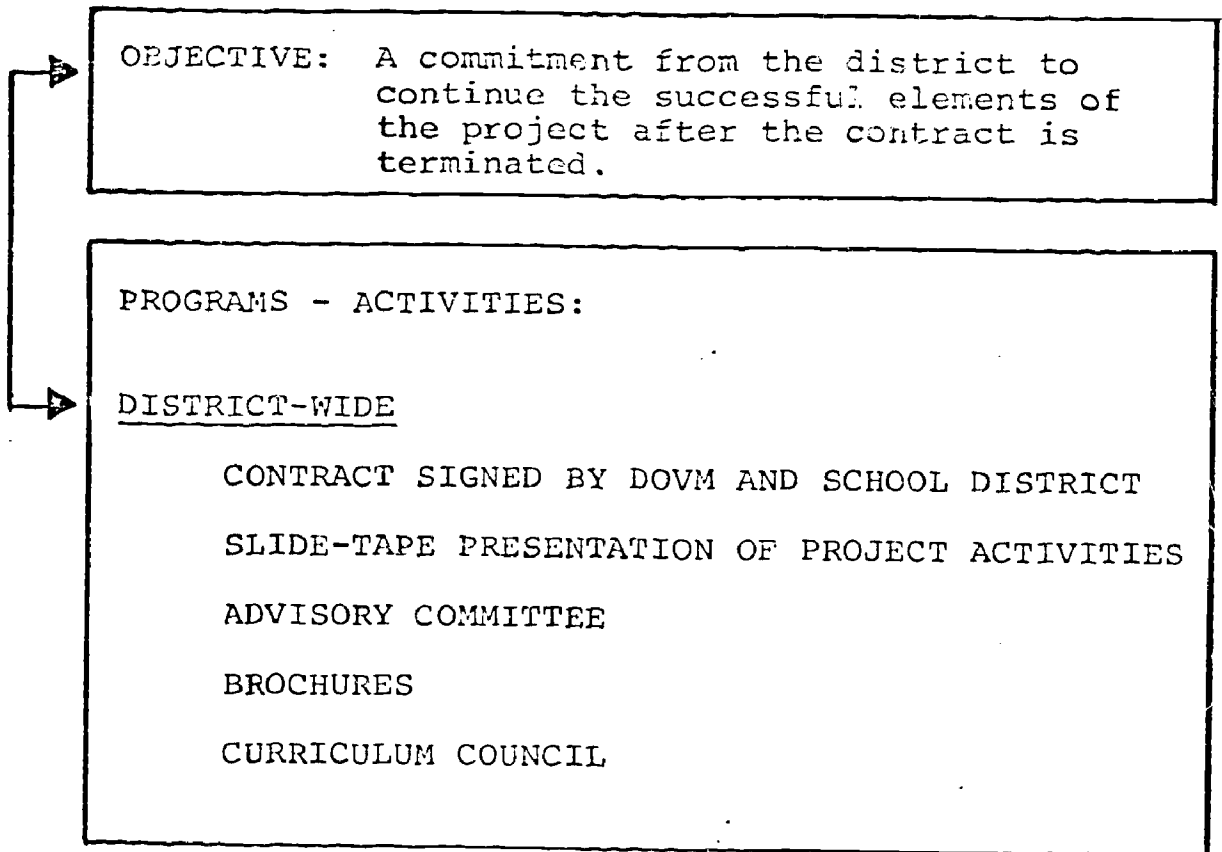 OBJECTIVE: A commitment from the district to
continue the successful elements of
the project after the contract is
terminated.
PROGRAMS - ACTIVITIES:
DISTRICT-WIDE
CONTRACT SIGNED BY DOVM AND SCHOOL DISTRICT
SLIDE-TAPE PRESENTATION OF PROJECT ACTIVITIES
ADVISORY COMMITTEE
BROCHURES
CURRICULUM COUNCIL